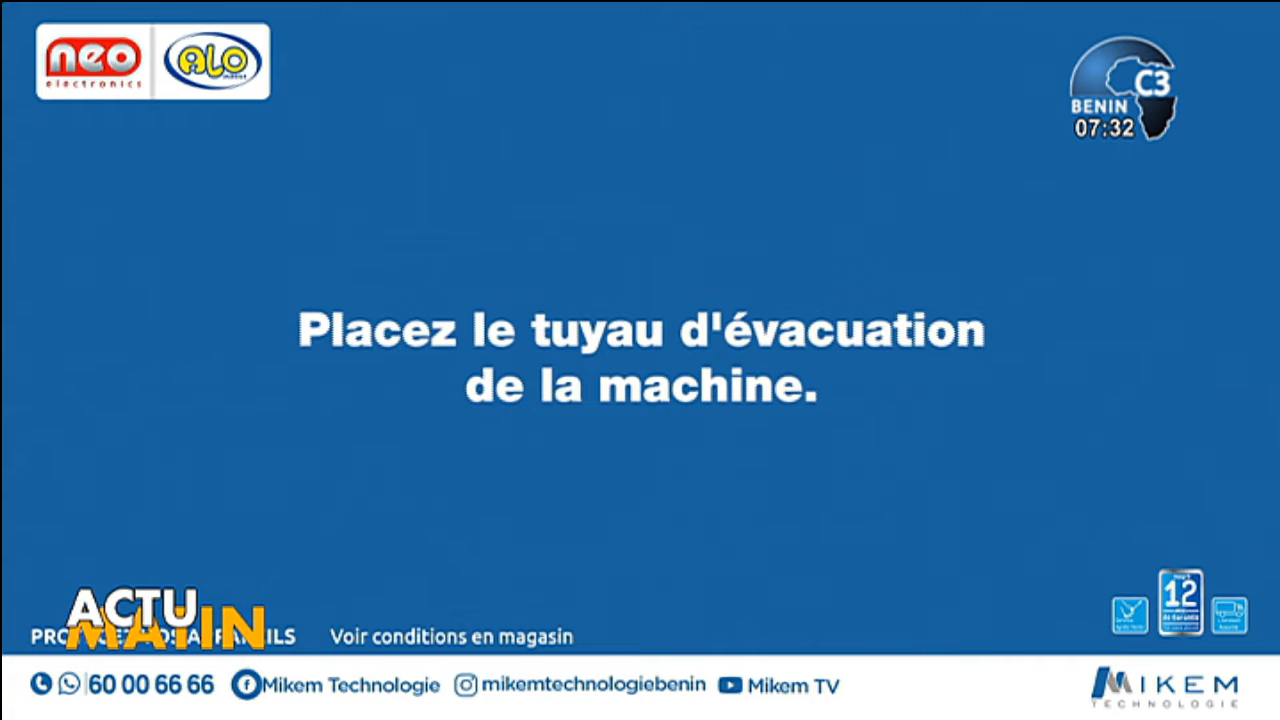 neo
electronics
ALO
C3
BENIN
07:32
Placez le tuyau d'évacuation
de la machine.
ACTU
MATIN
Voir conditions en magasin
12
60 00 66 66
Mikem Technologie
mikemtechnologiebenin
Mikem TV
MIKEM
TECHNOLOGIE